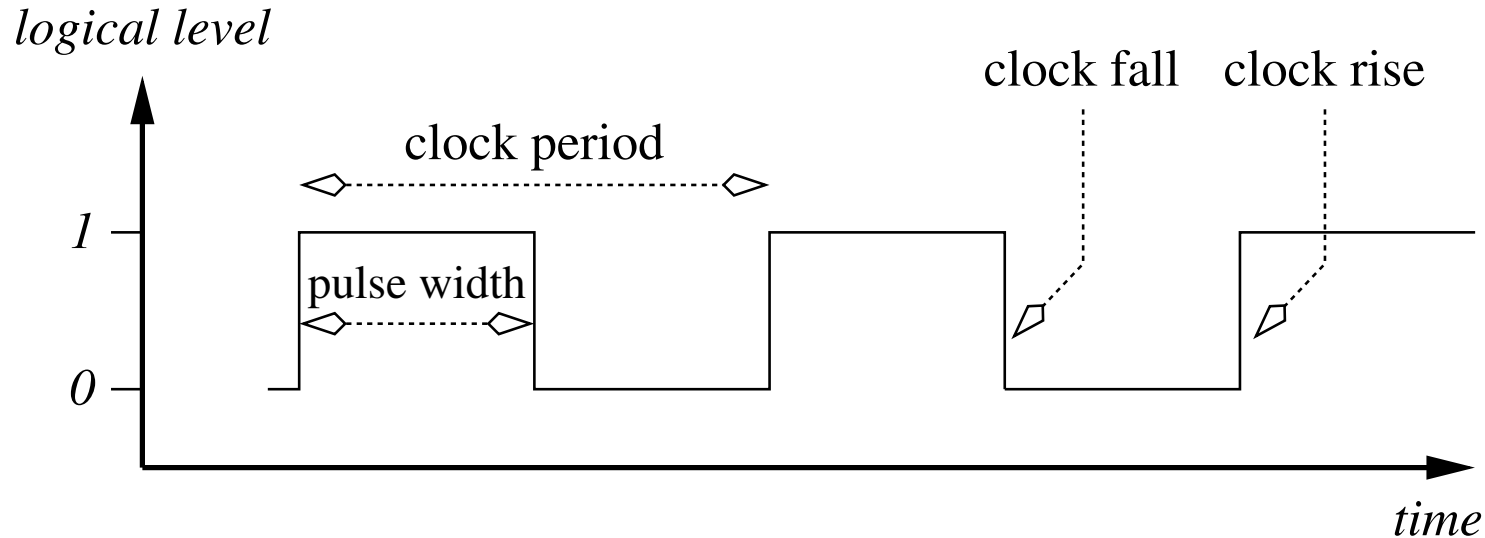 logical level
clock fall
clock rise
clock period
1
pulse width
0
time